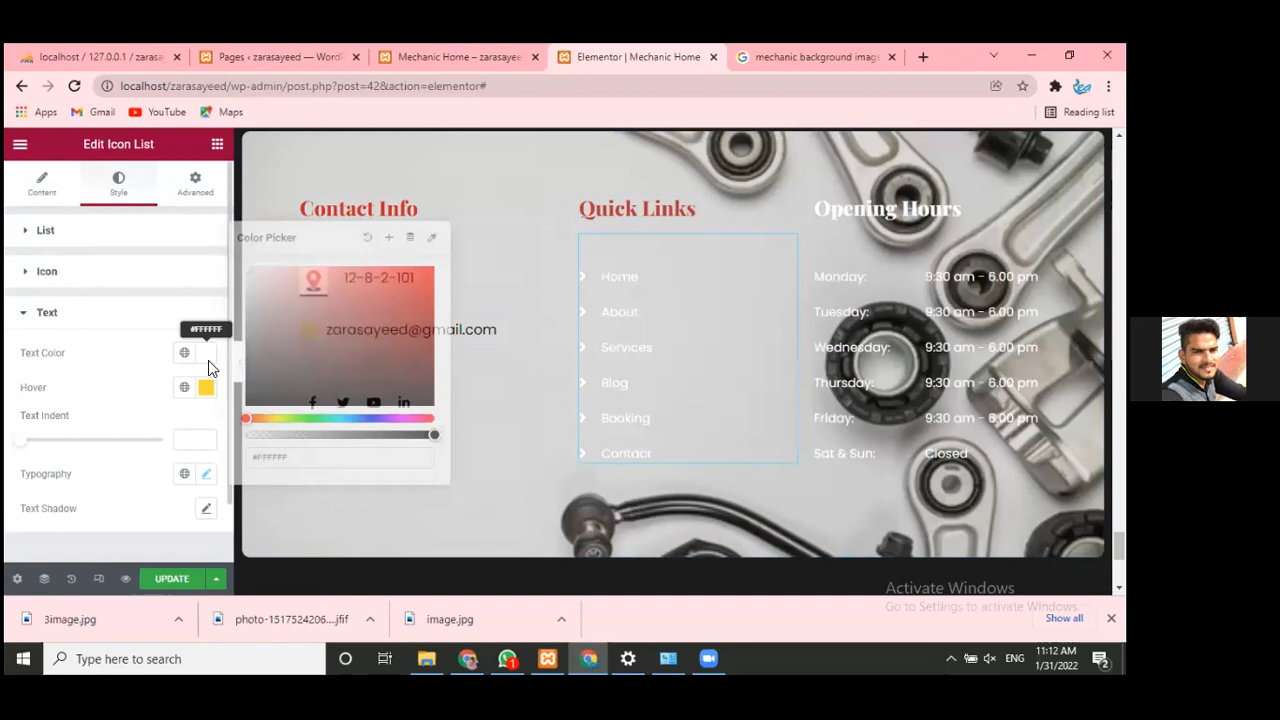 localhost / 127.0.0.1 / zarasa
Pages ‹ zarasayeed — WordP
Mechanic Home – zarasayee
Elementor | Mechanic Home
mechanic background image
localhost/zarasayeed/wp-admin/post.php?post=42&action=elementor#
Apps
Gmail
YouTube
Maps
Reading list
Edit Icon List
Content
Style
Advanced
List
Icon
Text
#FFFFFF
Text Color
Hover
Text Indent
Typography
Text Shadow
UPDATE
Color Picker
#FFFFFF
Contact Info
12-8-2-101
zarasayeed@gmail.com
Quick Links
Home
About
Services
Blog
Booking
Contact
Opening Hours
Monday: 9:30 am - 6.00 pm
Tuesday: 9:30 am - 6.00 pm
Wednesday: 9:30 am - 6.00 pm
Thursday: 9:30 am - 6.00 pm
Friday: 9:30 am - 6.00 pm
Sat & Sun: Closed
Activate Windows
Go to Settings to activate Windows.
3image.jpg
photo-1517524206....jfif
image.jpg
Show all
Type here to search
1
ENG
11:12 AM
1/31/2022
2